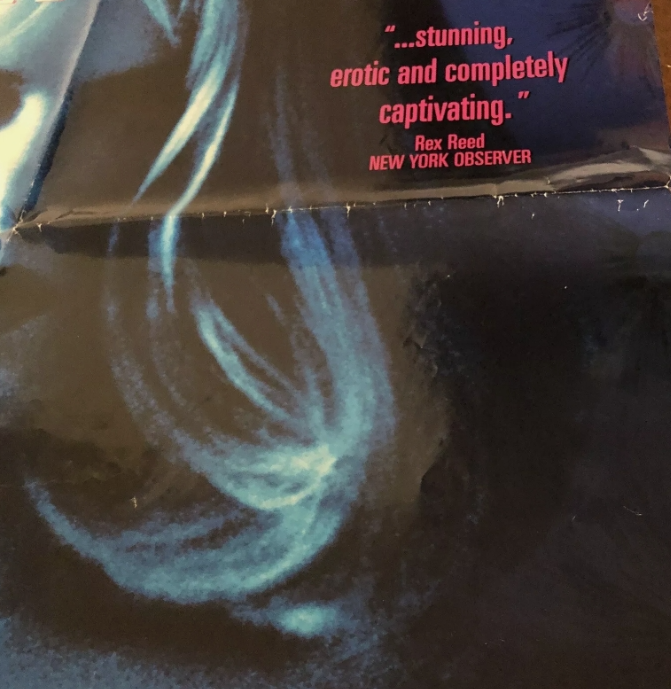 "...stunning,
erotic and completely
captivating."
Rex Reed
NEW YORK OBSERVER